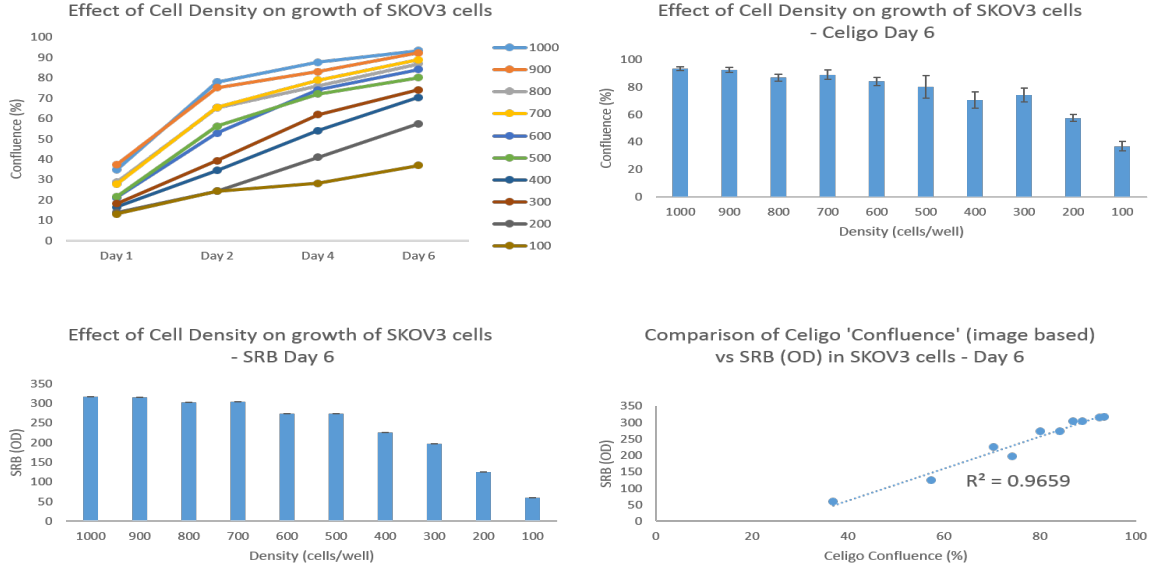 Effect of Cell Density on growth of SKOV3 cells
100
90
80
70
60
50
40
30
20
10
0
Confluence (%)
Day 1 Day 2 Day 4 Day 6
1000
900
800
700
600
500
400
300
200
100
Effect of Cell Density on growth of SKOV3 cells
- Celigo Day 6
100
80
60
40
20
0
Confluence (%)
1000 900 800 700 600 500 400 300 200 100
Density (cells/well)
Effect of Cell Density on growth of SKOV3 cells
- SRB Day 6
350
300
250
200
150
100
50
0
SRB (OD)
1000 900 800 700 600 500 400 300 200 100
Density (cells/well)
Comparison of Celigo 'Confluence' (image based)
vs SRB (OD) in SKOV3 cells - Day 6
350
300
250
200
150
100
50
0
SRB (OD)
R² = 0.9659
0 20 40 60 80 100
Celigo Confluence (%)